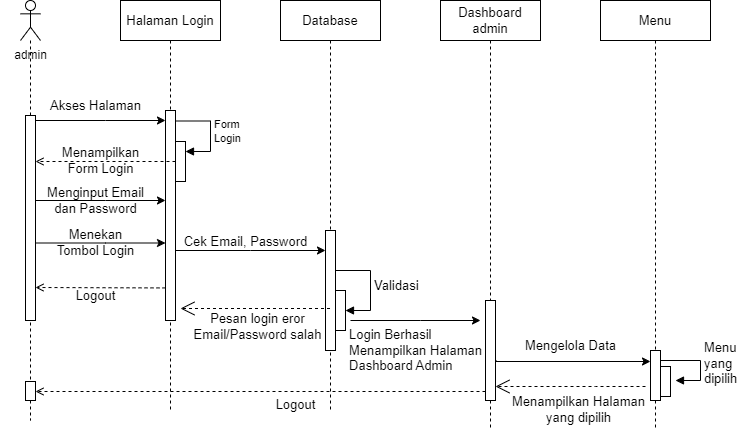 admin
Halaman Login
Database
Dashboard
admin
Menu
Akses Halaman
Form
Login
Menampilkan
Form Login
Menginput Email
dan Password
Menekan
Tombol Login
Cek Email, Password
Validasi
Logout
Pesan login eror
Email/Password salah
Login Berhasil
Menampilkan Halaman
Dashboard Admin
Mengelola Data
Menu
yang
dipilih
Menampilkan Halaman
yang dipilih
Logout